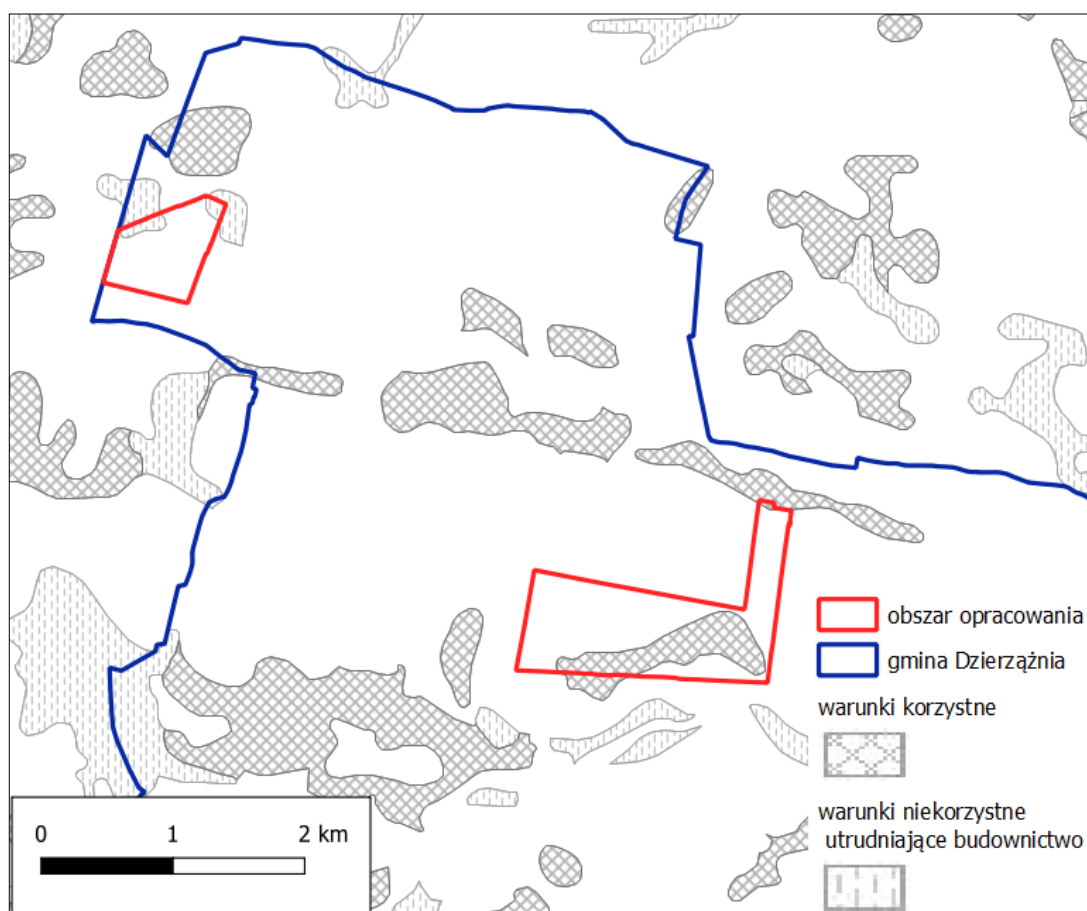 obszar opracowania
gmina Dzierzążnia
warunki korzystne
warunki niekorzystne
utrudniające budownictwo
0 1 2 km